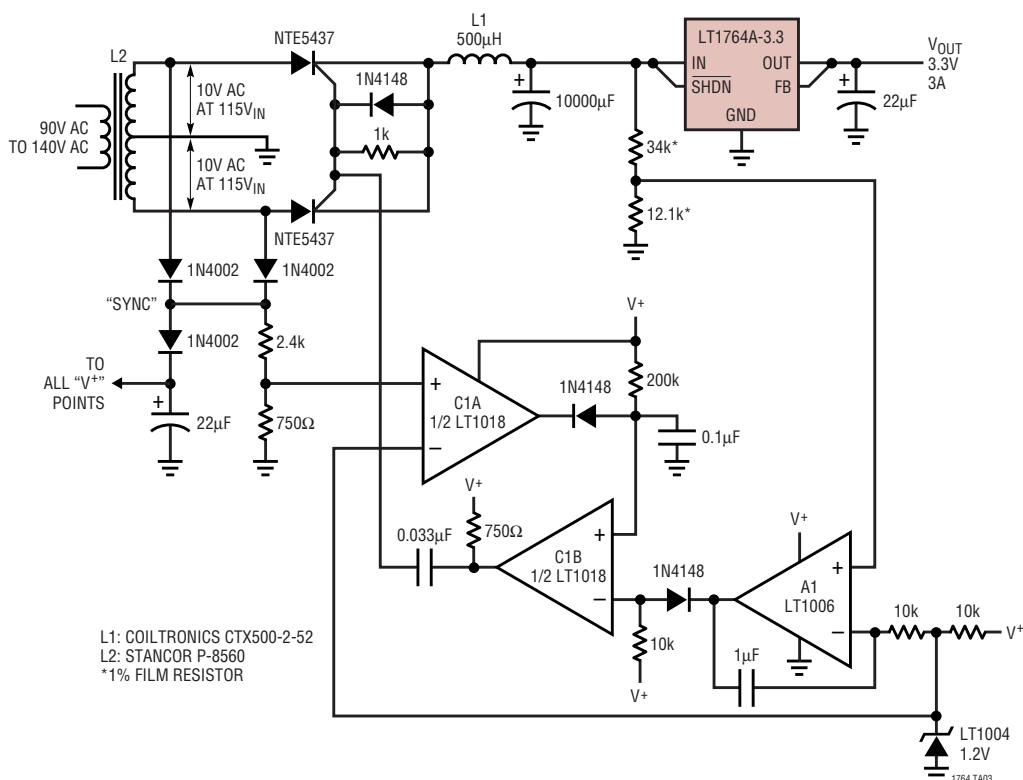 L2
90V AC
TO 140V AC
10V AC
AT 115VIN
10V AC
AT 115VIN
NTE5437
1N4148
1k
NTE5437
L1
500µH
+
10000µF
LT1764A-3.3
IN
OUT
SHDN
FB
GND
VOUT
3.3V
3A
+
22µF
34k*
12.1k*
1N4002
1N4002
"SYNC"
1N4002
2.4k
TO
ALL "V+"
POINTS
+
22µF
750Ω
+
C1A
1/2 LT1018
–
V+
200k
1N4148
0.1µF
V+
750Ω
0.033µF
+
C1B
1/2 LT1018
–
1N4148
10k
V+
V+
+
A1
LT1006
–
1µF
10k
10k
V+
LT1004
1.2V
L1: COILTRONICS CTX500-2-52
L2: STANCOR P-8560
*1% FILM RESISTOR
1764 TA03